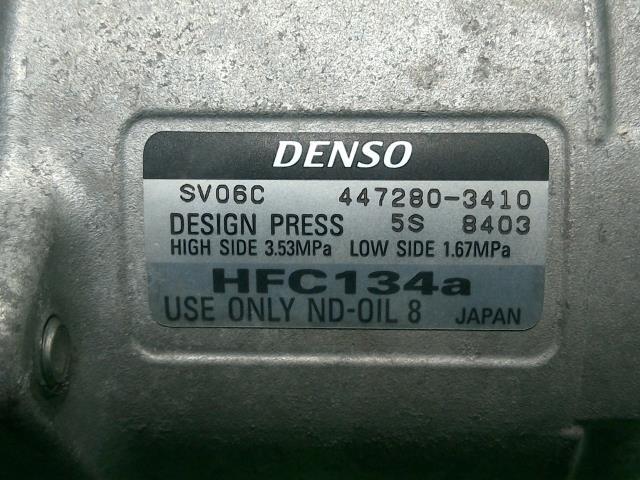 DENSO
SV06C 447280-3410
DESIGN PRESS 5S 8403
HIGH SIDE 3.53MPa LOW SIDE 1.67MPa
HFC134a
USE ONLY ND-OIL 8 JAPAN